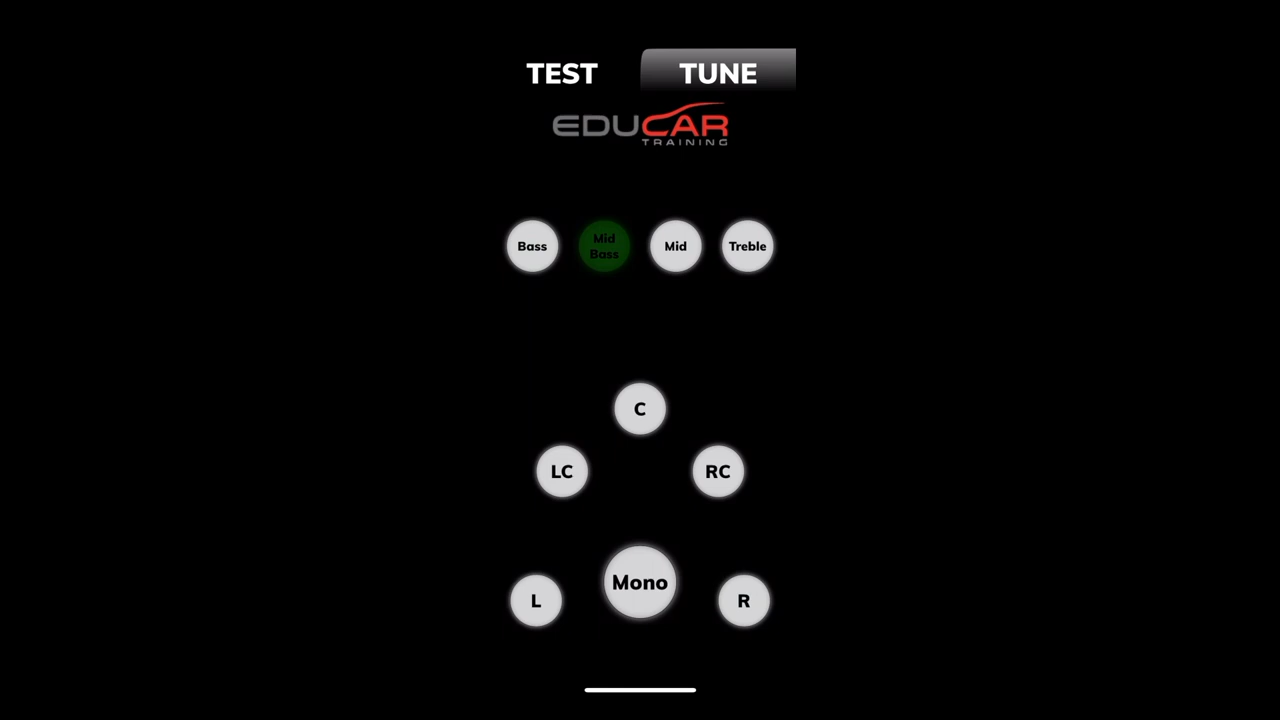 TEST TUNE
EDUCAR
TRAINING
Bass Mid Bass Mid Treble
C
LC RC
Mono
L R